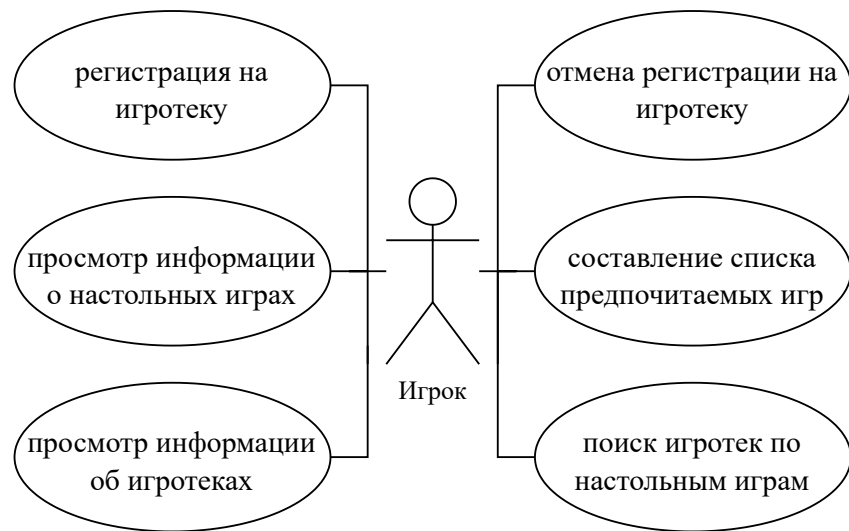 регистрация на
игротеку
отмена регистрации на
игротеку
просмотр информации
о настольных играх
составление списка
предпочитаемых игр
Игрок
просмотр информации
об игротеках
поиск игротек по
настольным играм